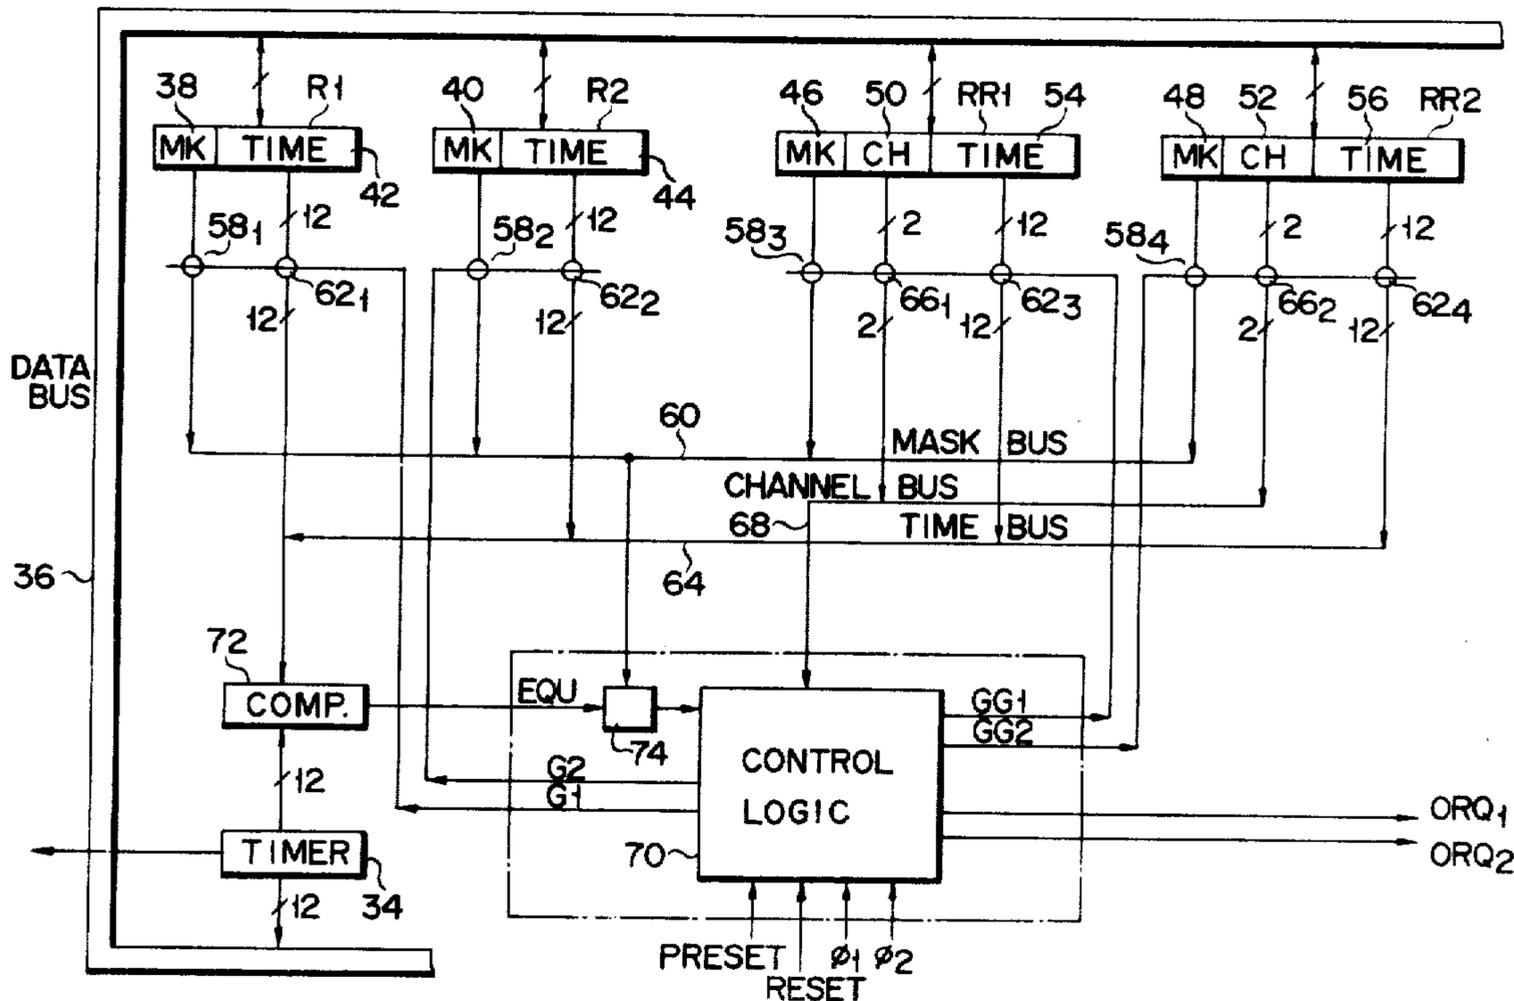 38 R1 40 R2 46 50 RR1 54 48 52 56 RR2
MK TIME MK TIME MK CH TIME MK CH TIME
42 44
12 12 2 12 2 12
58₁ 58₂ 58₃ 58₄
62₁ 62₂ 66₁ 62₃ 66₂ 62₄
12 12 2 12 2 12
DATA
BUS
60 MASK BUS
CHANNEL BUS
68 TIME BUS
36 64
72
COMP. EQU GG1
74 GG2
12 G2 CONTROL
G1 LOGIC ORQ₁
TIMER 70 ORQ₂
12 34
PRESET ø₁ ø₂
RESET